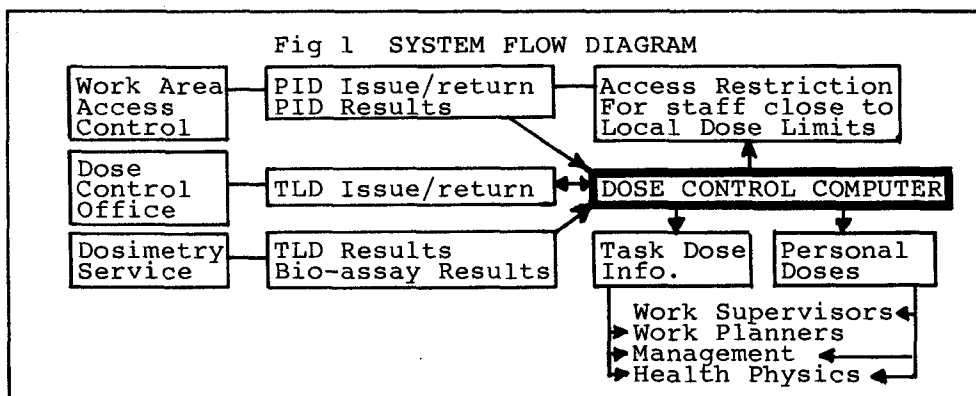 Fig 1 SYSTEM FLOW DIAGRAM
Work Area
Access
Control
PID Issue/return
PID Results
Access Restriction
For staff close to
Local Dose Limits
Dose
Control
Office
TLD Issue/return
DOSE CONTROL COMPUTER
Dosimetry
Service
TLD Results
Bio-assay Results
Task Dose
Info.
Personal
Doses
Work Supervisors
Work Planners
Management
Health Physics